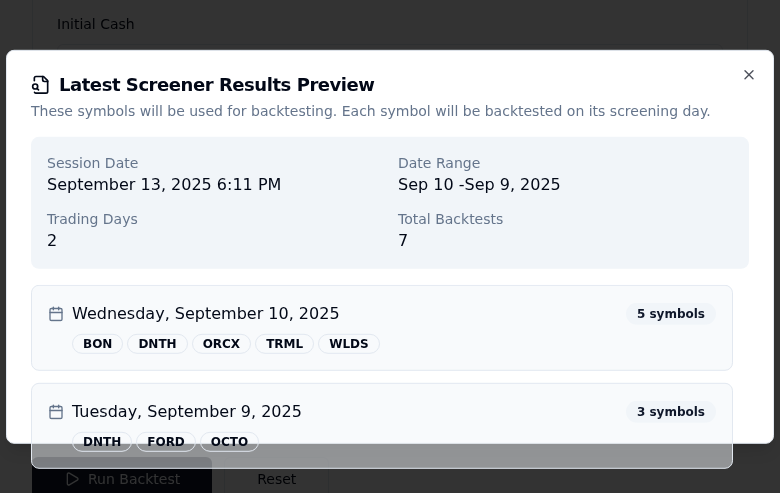 Initial Cash
Latest Screener Results Preview
These symbols will be used for backtesting. Each symbol will be backtested on its screening day.
Session Date
September 13, 2025 6:11 PM
Date Range
Sep 10 -Sep 9, 2025
Trading Days
2
Total Backtests
7
Wednesday, September 10, 2025
5 symbols
BON DNTH ORCX TRML WLDS
Tuesday, September 9, 2025
3 symbols
DNTH FORD OCTO
Run Backtest
Reset